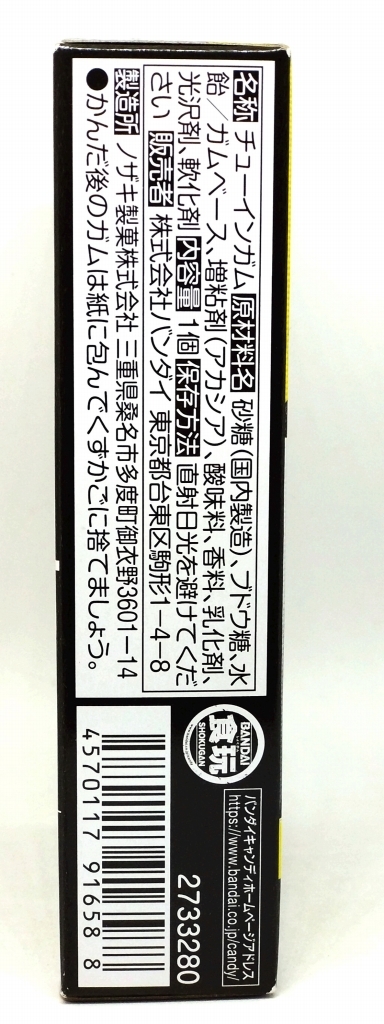 名称 チューインガム 原材料名 砂糖(国内製造)、ブドウ糖、水
飴/ガムベース、増粘剤(アカシア)、酸味料、香料、乳化剤、
光沢剤、軟化剤 内容量 1個 保存方法 直射日光を避けてくだ
さい 販売者 株式会社バンダイ 東京都台東区駒形1-4-8
製造所 ノザキ製菓株式会社 三重県桑名市多度町御衣野3601-14
●かんだ後のガムは紙に包んでくずかごに捨てましょう。
BANDAI
食玩
SHOKUGAN
バンダイキャンディホームページアドレス
https://www.bandai.co.jp/candy/
2733280
4570117 91658 8